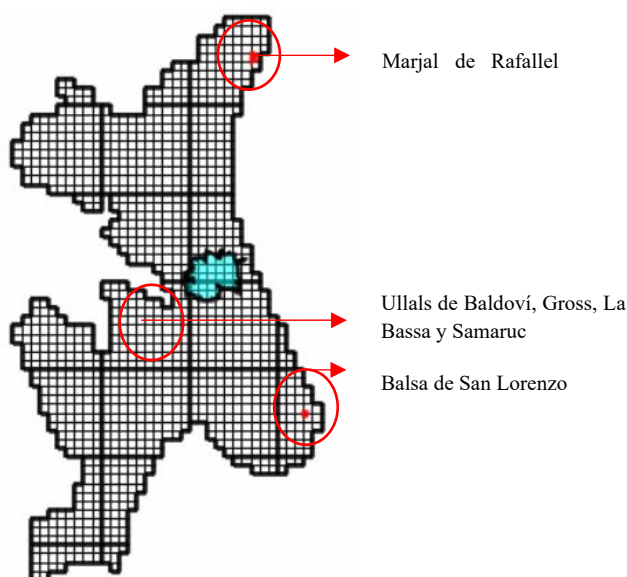 Marjal de Rafallel
Ullals de Baldoví, Gross, La
Bassa y Samaruc
Balsa de San Lorenzo